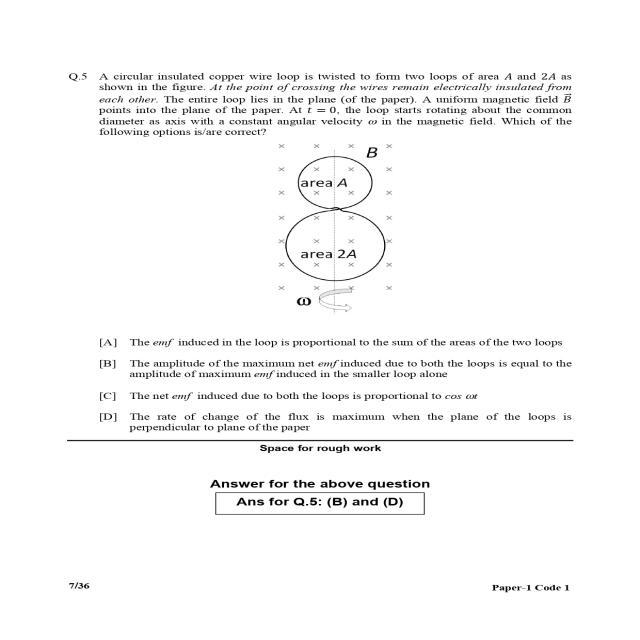 Q.5 A circular insulated copper wire loop is twisted to form two loops of area A and 2A as
shown in the figure. At the point of crossing the wires remain electrically insulated from
each other. The entire loop lies in the plane (of the paper). A uniform magnetic field B⃗
points into the plane of the paper. At t = 0, the loop starts rotating about the common
diameter as axis with a constant angular velocity ω in the magnetic field. Which of the
following options is/are correct?
B
area A
area 2A
ω
[A] The emf induced in the loop is proportional to the sum of the areas of the two loops
[B] The amplitude of the maximum net emf induced due to both the loops is equal to the
amplitude of maximum emf induced in the smaller loop alone
[C] The net emf induced due to both the loops is proportional to cos ωt
[D] The rate of change of the flux is maximum when the plane of the loops is
perpendicular to plane of the paper
Space for rough work
Answer for the above question
Ans for Q.5: (B) and (D)
7/36 Paper-1 Code 1